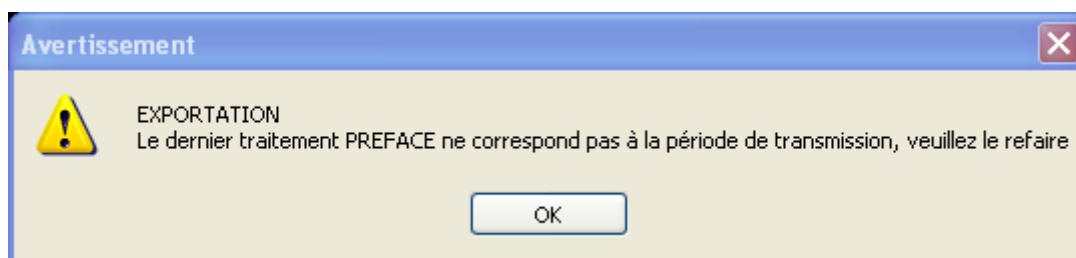 Avertissement
EXPORTATION
Le dernier traitement PREFACE ne correspond pas à la période de transmission, veuillez le refaire
OK